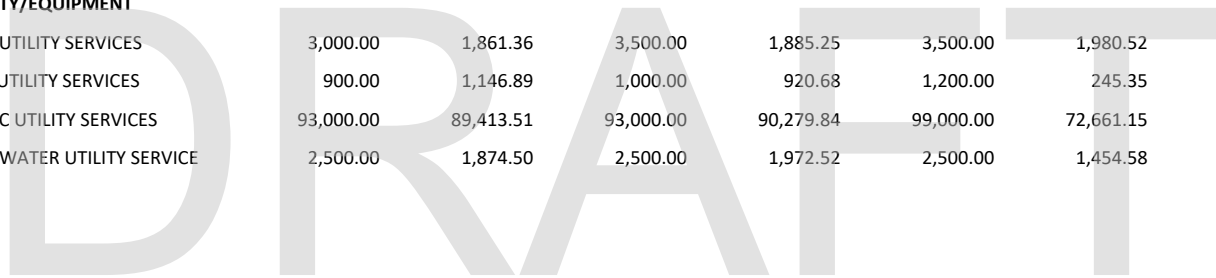 TY/EQUIPMENT
UTILITY SERVICES 3,000.00 1,861.36 3,500.00 1,885.25 3,500.00 1,980.52
UTILITY SERVICES 900.00 1,146.89 1,000.00 920.68 1,200.00 245.35
C UTILITY SERVICES 93,000.00 89,413.51 93,000.00 90,279.84 99,000.00 72,661.15
WATER UTILITY SERVICE 2,500.00 1,874.50 2,500.00 1,972.52 2,500.00 1,454.58
DRAFT